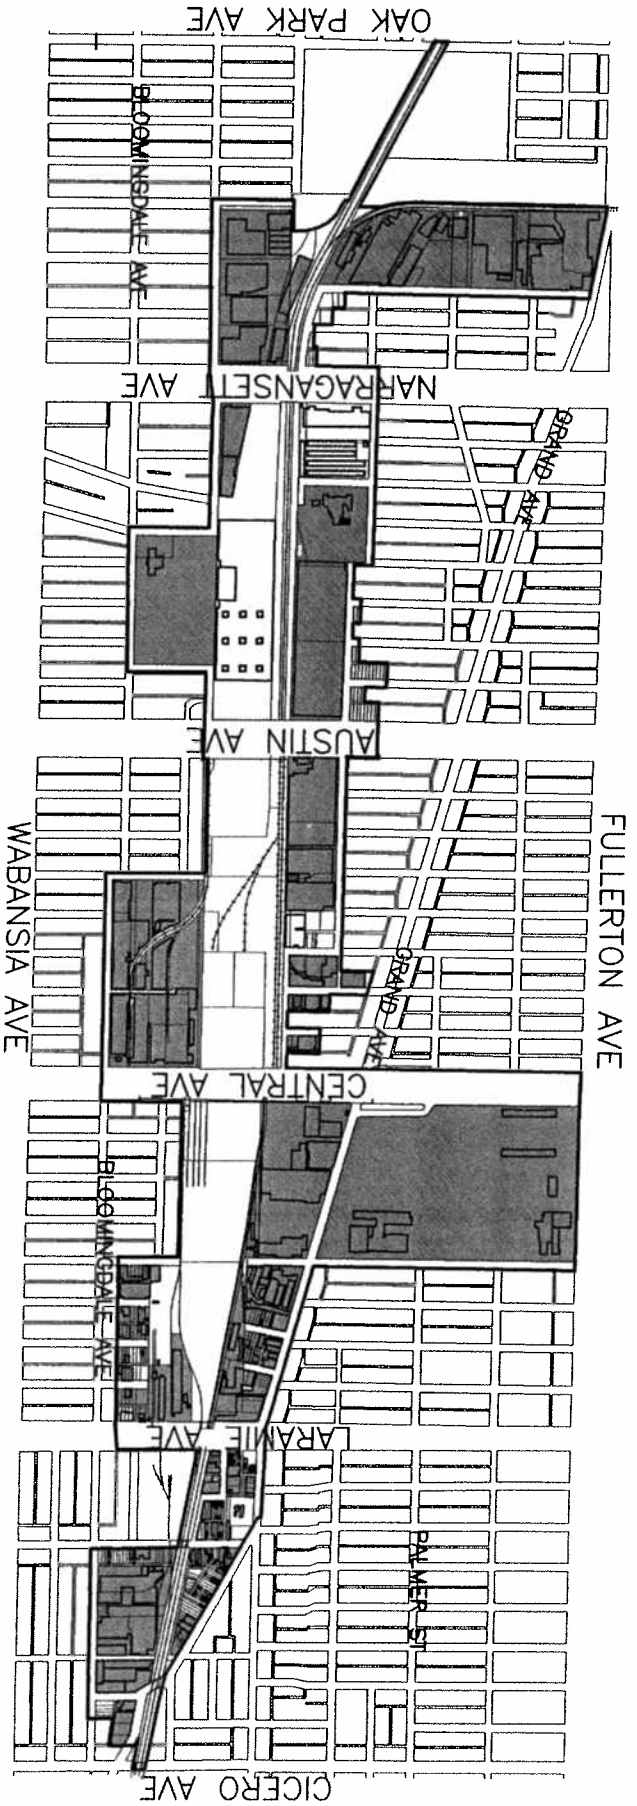 OAK PARK AVE
BLOOMINGDALE AVE
NARRAGANSETT AVE
GRAND AVE
AUSTIN AVE
FULLERTON AVE
WABANSIA AVE
GRAND AVE
CENTRAL AVE
BLOOMINGDALE AVE
LARAMIE AVE
PALMER ST
CICERO AVE